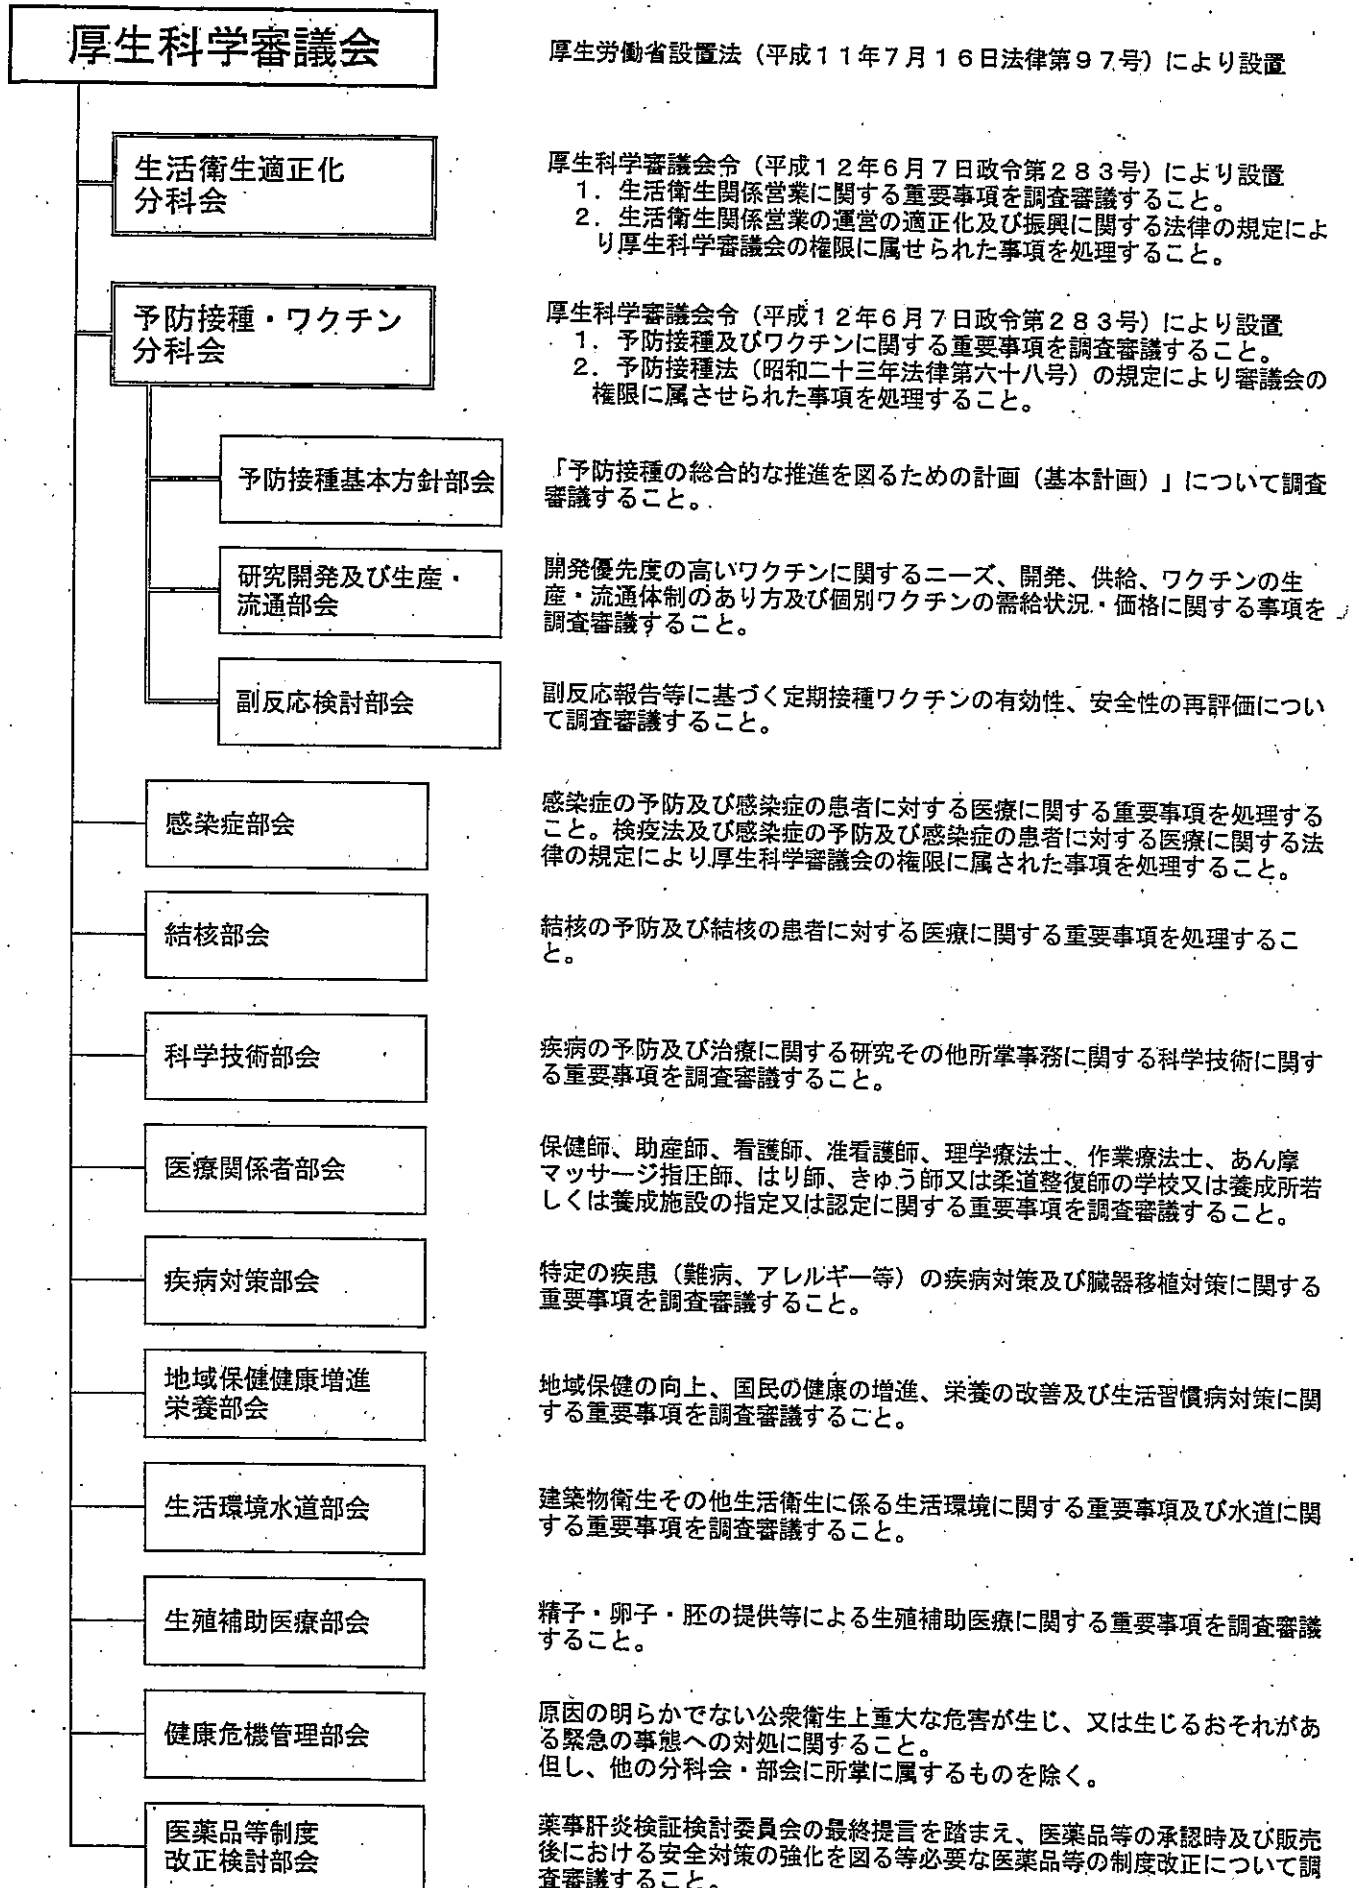 厚生科学審議会
厚生労働省設置法（平成１１年７月１６日法律第９７号）により設置
生活衛生適正化
分科会
厚生科学審議会令（平成１２年６月７日政令第２８３号）により設置
１．生活衛生関係営業に関する重要事項を調査審議すること。
２．生活衛生関係営業の運営の適正化及び振興に関する法律の規定によ
り厚生科学審議会の権限に属せられた事項を処理すること。
予防接種・ワクチン
分科会
厚生科学審議会令（平成１２年６月７日政令第２８３号）により設置
１．予防接種及びワクチンに関する重要事項を調査審議すること。
２．予防接種法（昭和二十三年法律第六十八号）の規定により審議会の
権限に属させられた事項を処理すること。
予防接種基本方針部会
「予防接種の総合的な推進を図るための計画（基本計画）」について調査
審議すること。
研究開発及び生産・
流通部会
開発優先度の高いワクチンに関するニーズ、開発、供給、ワクチンの生
産・流通体制のあり方及び個別ワクチンの需給状況・価格に関する事項を
調査審議すること。
副反応検討部会
副反応報告等に基づく定期接種ワクチンの有効性、安全性の再評価につい
て調査審議すること。
感染症部会
感染症の予防及び感染症の患者に対する医療に関する重要事項を処理する
こと。検疫法及び感染症の予防及び感染症の患者に対する医療に関する法
律の規定により厚生科学審議会の権限に属された事項を処理すること。
結核部会
結核の予防及び結核の患者に対する医療に関する重要事項を処理するこ
と。
科学技術部会
疾病の予防及び治療に関する研究その他所掌事務に関する科学技術に関す
る重要事項を調査審議すること。
医療関係者部会
保健師、助産師、看護師、准看護師、理学療法士、作業療法士、あん摩
マッサージ指圧師、はり師、きゅう師又は柔道整復師の学校又は養成所若
しくは養成施設の指定又は認定に関する重要事項を調査審議すること。
疾病対策部会
特定の疾患（難病、アレルギー等）の疾病対策及び臓器移植対策に関する
重要事項を調査審議すること。
地域保健健康増進
栄養部会
地域保健の向上、国民の健康の増進、栄養の改善及び生活習慣病対策に関
する重要事項を調査審議すること。
生活環境水道部会
建築物衛生その他生活衛生に係る生活環境に関する重要事項及び水道に関
する重要事項を調査審議すること。
生殖補助医療部会
精子・卵子・胚の提供等による生殖補助医療に関する重要事項を調査審議
すること。
健康危機管理部会
原因の明らかでない公衆衛生上重大な危害が生じ、又は生じるおそれがあ
る緊急の事態への対処に関すること。
但し、他の分科会・部会に所掌に属するものを除く。
医薬品等制度
改正検討部会
薬事肝炎検証検討委員会の最終提言を踏まえ、医薬品等の承認時及び販売
後における安全対策の強化を図る等必要な医薬品等の制度改正について調
査審議すること。